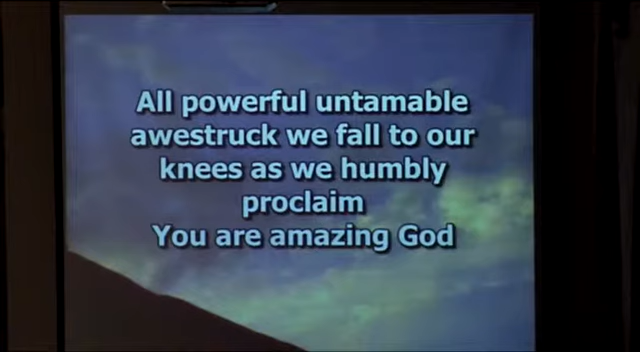 All powerful untamable
awestruck we fall to our
knees as we humbly
proclaim
You are amazing God